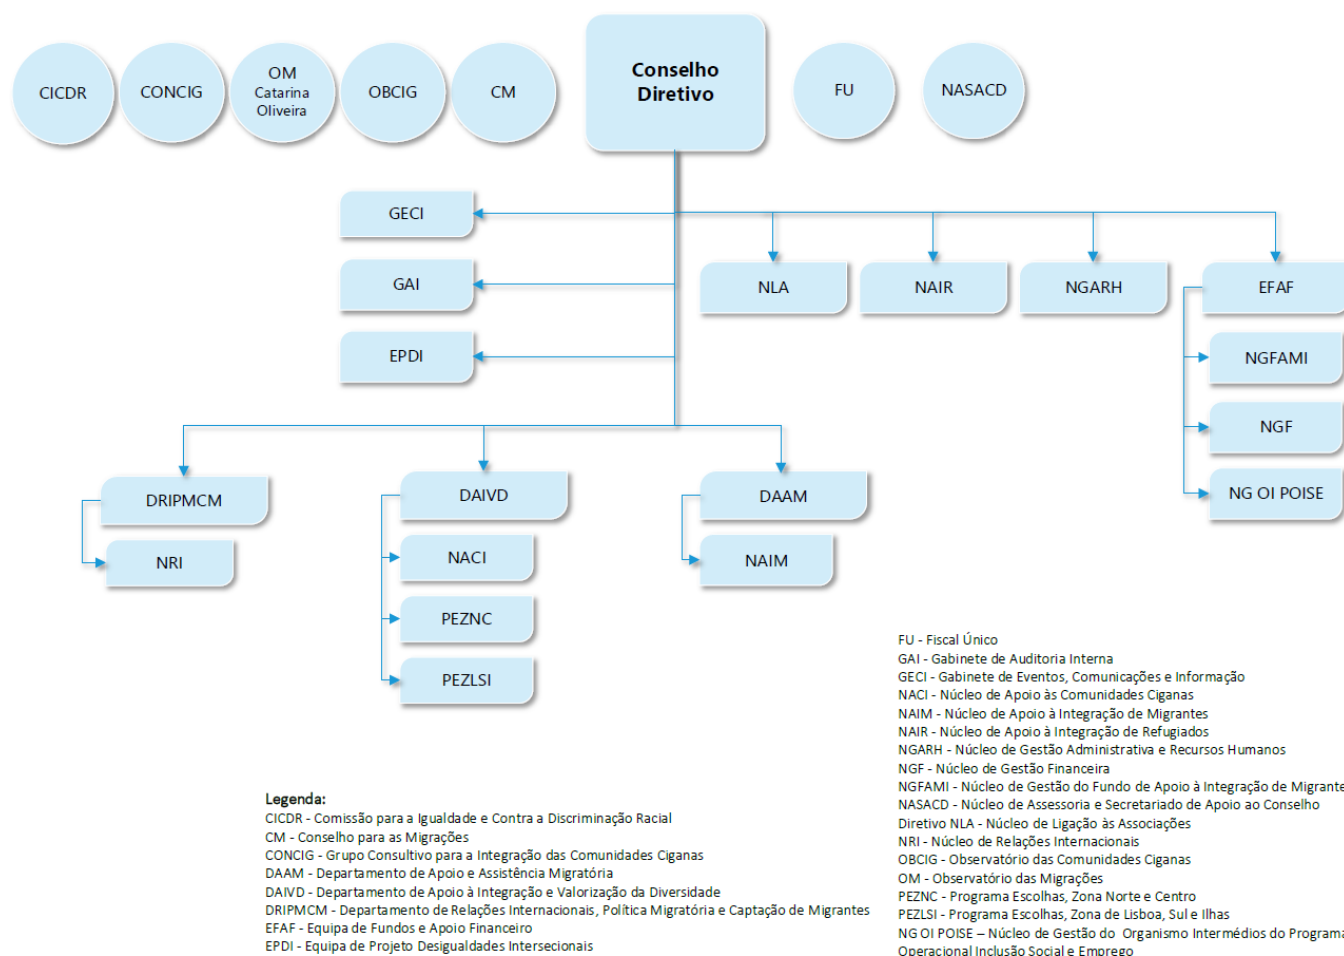 CICDR
CONCIG
OM
Catarina
Oliveira
OBCIG
CM
Conselho
Diretivo
FU
NASACD
GECI
GAI
EPDI
NLA
NAIR
NGARH
EFAF
NGFAMI
NGF
NG OI POISE
DRIPMCM
NRI
DAIVD
NACI
PEZNC
PEZLSI
DAAM
NAIM
Legenda:
CICDR - Comissão para a Igualdade e Contra a Discriminação Racial
CM - Conselho para as Migrações
CONCIG - Grupo Consultivo para a Integração das Comunidades Ciganas
DAAM - Departamento de Apoio e Assistência Migratória
DAIVD - Departamento de Apoio à Integração e Valorização da Diversidade
DRIPMCM - Departamento de Relações Internacionais, Política Migratória e Captação de Migrantes
EFAF - Equipa de Fundos e Apoio Financeiro
EPDI - Equipa de Projeto Desigualdades Intersecionais
FU - Fiscal Único
GAI - Gabinete de Auditoria Interna
GECI - Gabinete de Eventos, Comunicações e Informação
NACI - Núcleo de Apoio às Comunidades Ciganas
NAIM - Núcleo de Apoio à Integração de Migrantes
NAIR - Núcleo de Apoio à Integração de Refugiados
NGARH - Núcleo de Gestão Administrativa e Recursos Humanos
NGF - Núcleo de Gestão Financeira
NGFAMI - Núcleo de Gestão do Fundo de Apoio à Integração de Migrante
NASACD - Núcleo de Assessoria e Secretariado de Apoio ao Conselho
Diretivo NLA - Núcleo de Ligação às Associações
NRI - Núcleo de Relações Internacionais
OBCIG - Observatório das Comunidades Ciganas
OM - Observatório das Migrações
PEZNC - Programa Escolhas, Zona Norte e Centro
PEZLSI - Programa Escolhas, Zona de Lisboa, Sul e Ilhas
NG OI POISE – Núcleo de Gestão do Organismo Intermédios do Programa
Operacional Inclusão Social e Emprego